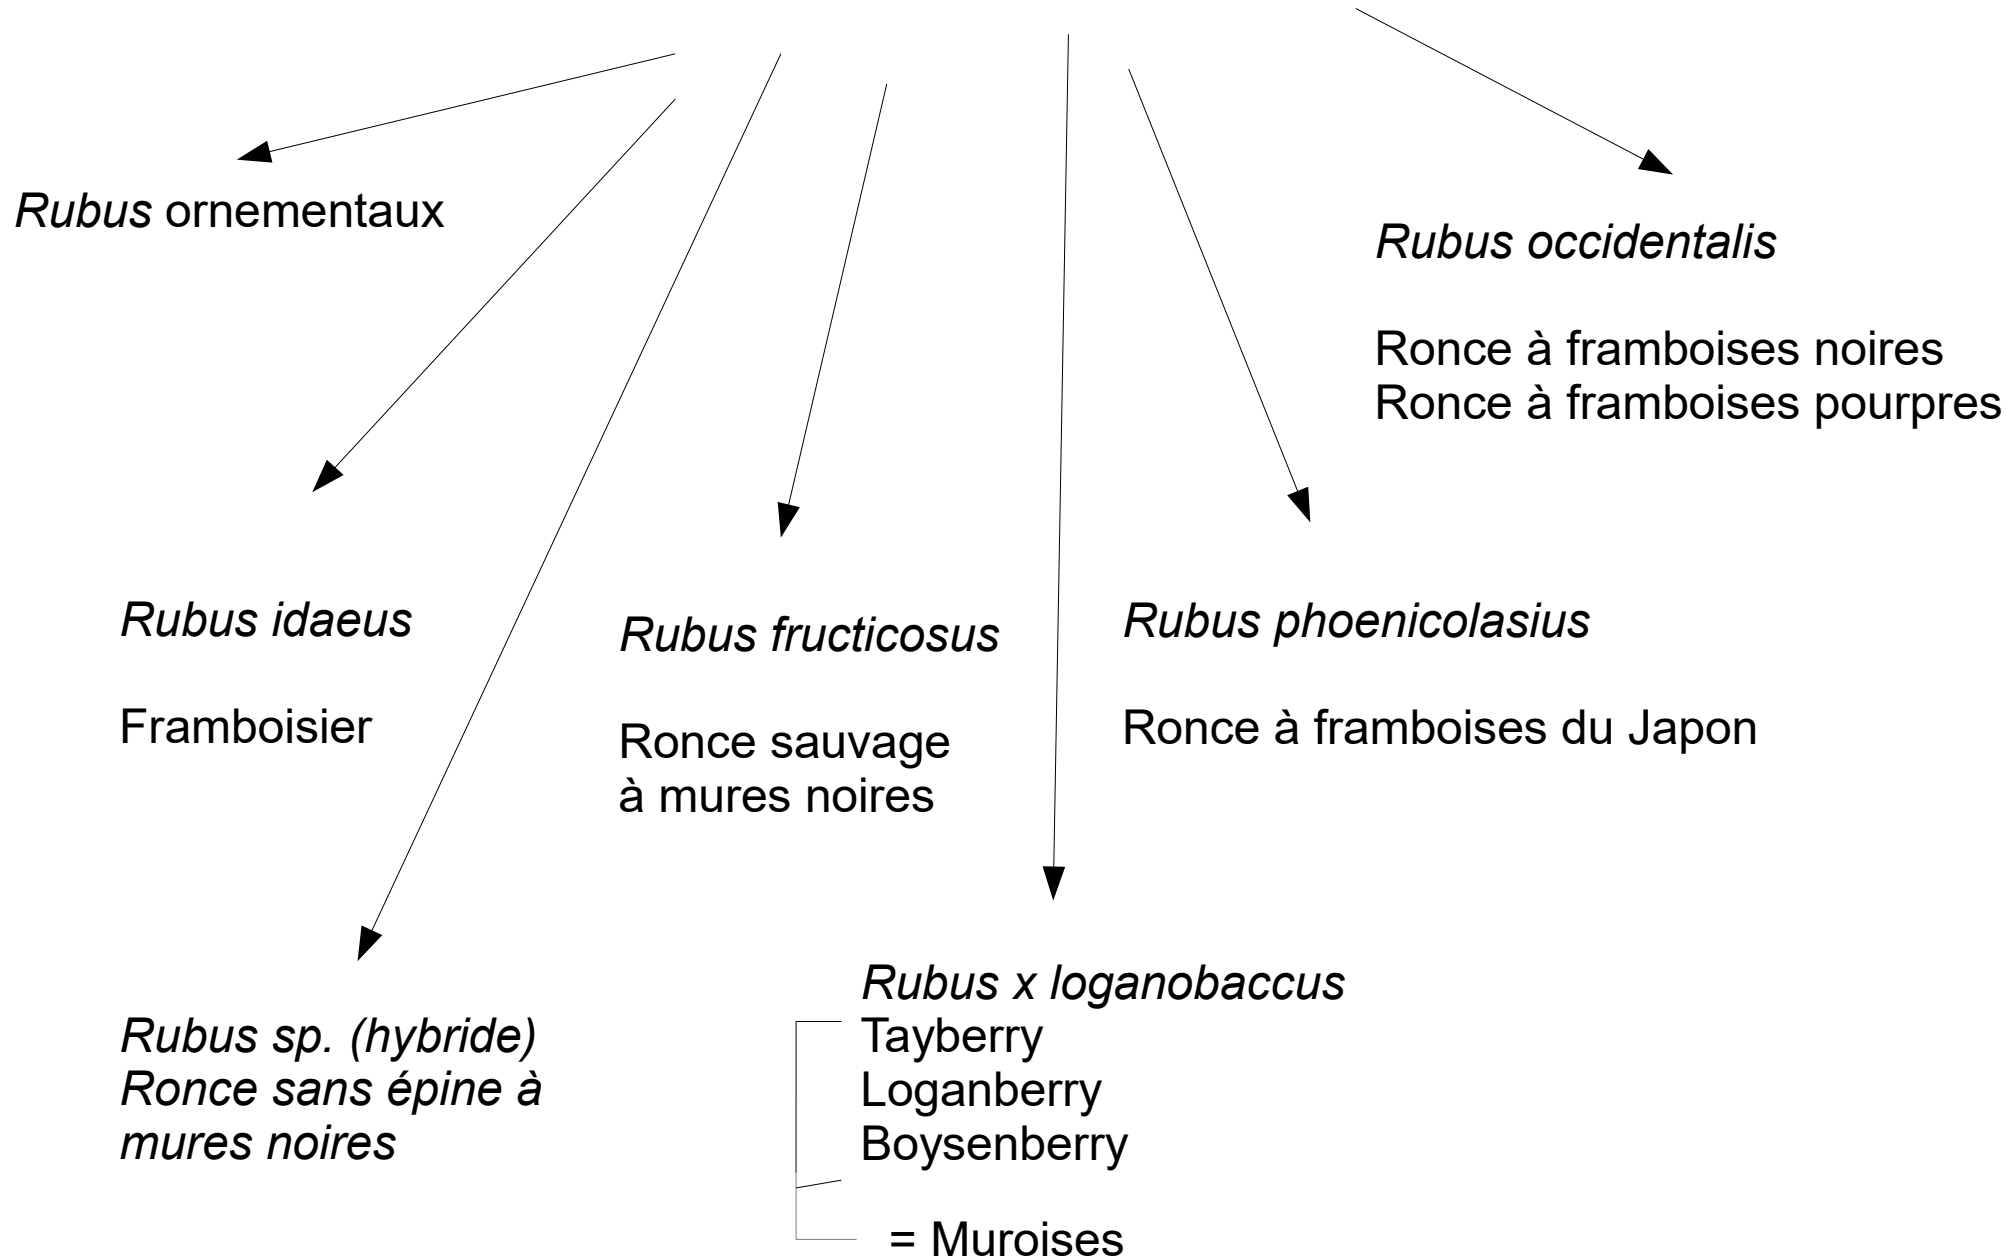 Rubus ornementaux
Rubus occidentalis
Ronce à framboises noires
Ronce à framboises pourpres
Rubus idaeus
Framboisier
Rubus fructicosus
Ronce sauvage
à mures noires
Rubus phoenicolasius
Ronce à framboises du Japon
Rubus sp. (hybride)
Ronce sans épine à
mures noires
Rubus x loganobaccus
Tayberry
Loganberry
Boysenberry
= Muroises